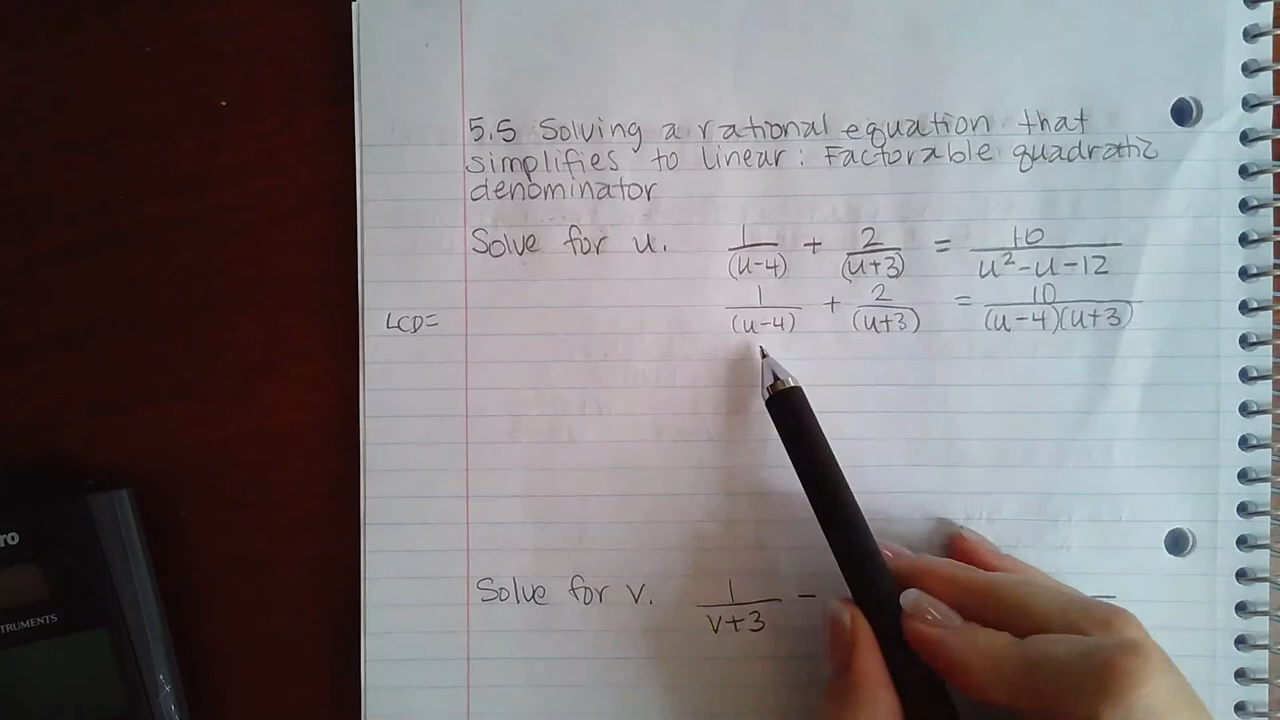 5.5 Solving a rational equation that
simplifies to linear: Factorable quadratic
denominator
Solve for u. 1/(u-4) + 2/(u+3) = 10/u²-u-12
LCD= 1/(u-4) + 2/(u+3) = 10/(u-4)(u+3)
Solve for v. 1/v+3 -
ro
TRUMENTS